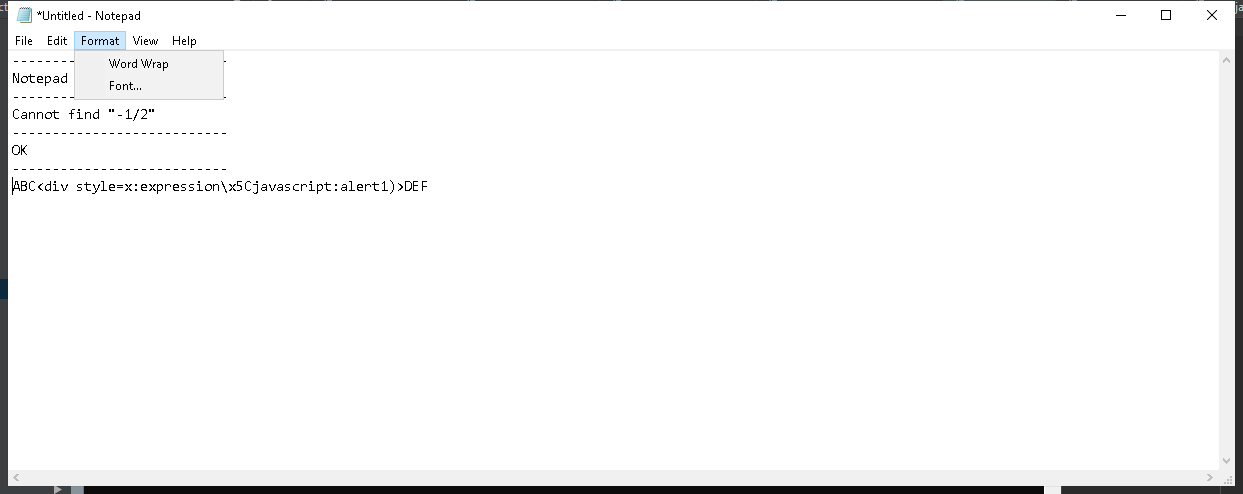 *Untitled - Notepad
File Edit Format View Help
---------------------------
Word Wrap
Notepad
Font...
---------------------------
Cannot find "-1/2"
---------------------------
OK
---------------------------
ABC<div style=x:expression\x5Cjavascript:alert1)>DEF